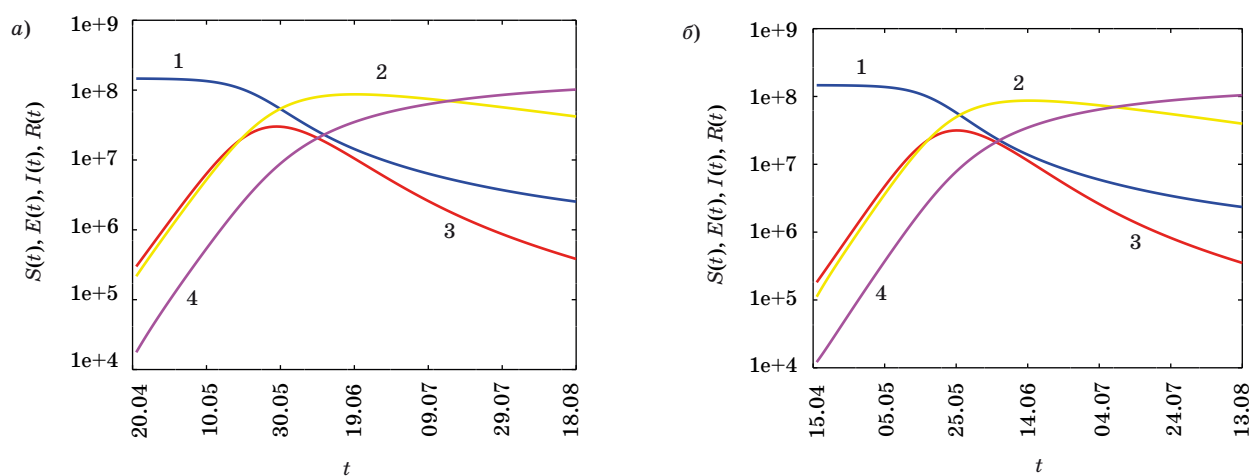 а)
1e+9
1e+8
1e+7
1e+6
1e+5
1e+4
S(t), E(t), I(t), R(t)
1
2
3
4
20.04
10.05
30.05
19.06
09.07
29.07
18.08
t
б)
1e+9
1e+8
1e+7
1e+6
1e+5
1e+4
S(t), E(t), I(t), R(t)
1
2
3
4
15.04
05.05
25.05
14.06
04.07
24.07
13.08
t